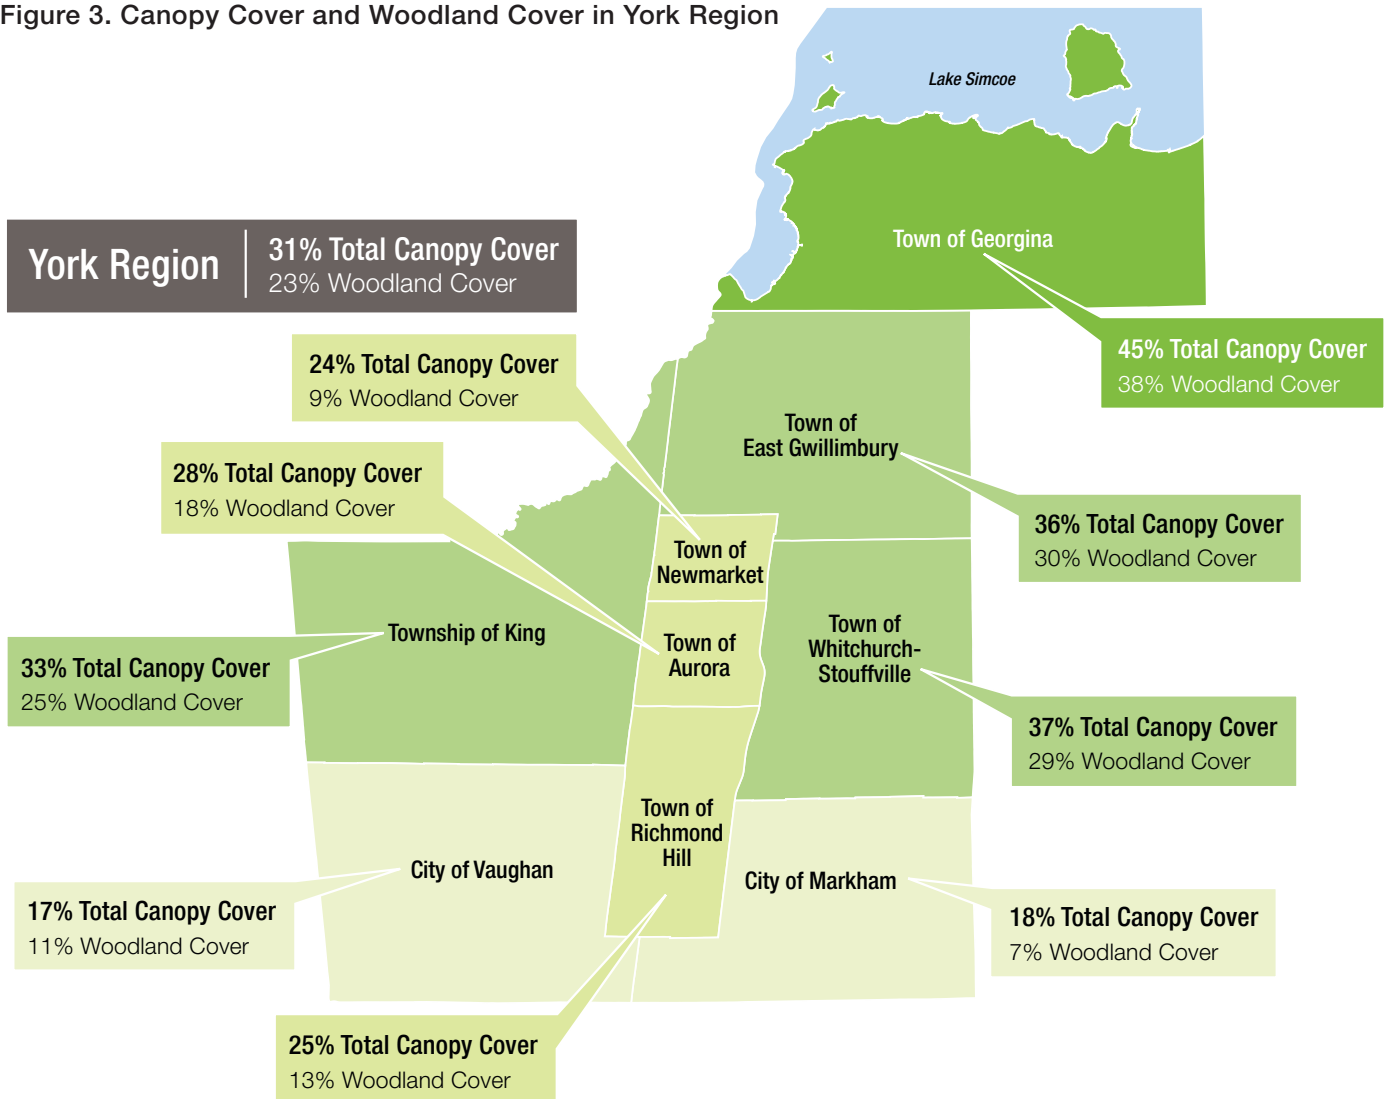 Figure 3. Canopy Cover and Woodland Cover in York Region
Lake Simcoe
York Region
31% Total Canopy Cover
23% Woodland Cover
Town of Georgina
45% Total Canopy Cover
38% Woodland Cover
24% Total Canopy Cover
9% Woodland Cover
Town of
East Gwillimbury
28% Total Canopy Cover
18% Woodland Cover
36% Total Canopy Cover
30% Woodland Cover
Town of
Newmarket
Township of King
Town of
Aurora
Town of
Whitchurch-
Stouffville
33% Total Canopy Cover
25% Woodland Cover
37% Total Canopy Cover
29% Woodland Cover
Town of
Richmond
Hill
City of Vaughan
City of Markham
17% Total Canopy Cover
11% Woodland Cover
18% Total Canopy Cover
7% Woodland Cover
25% Total Canopy Cover
13% Woodland Cover